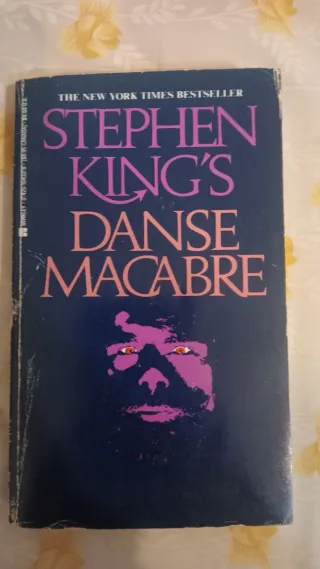 THE NEW YORK TIMES BESTSELLER
STEPHEN
KING'S
DANSE
MACABRE